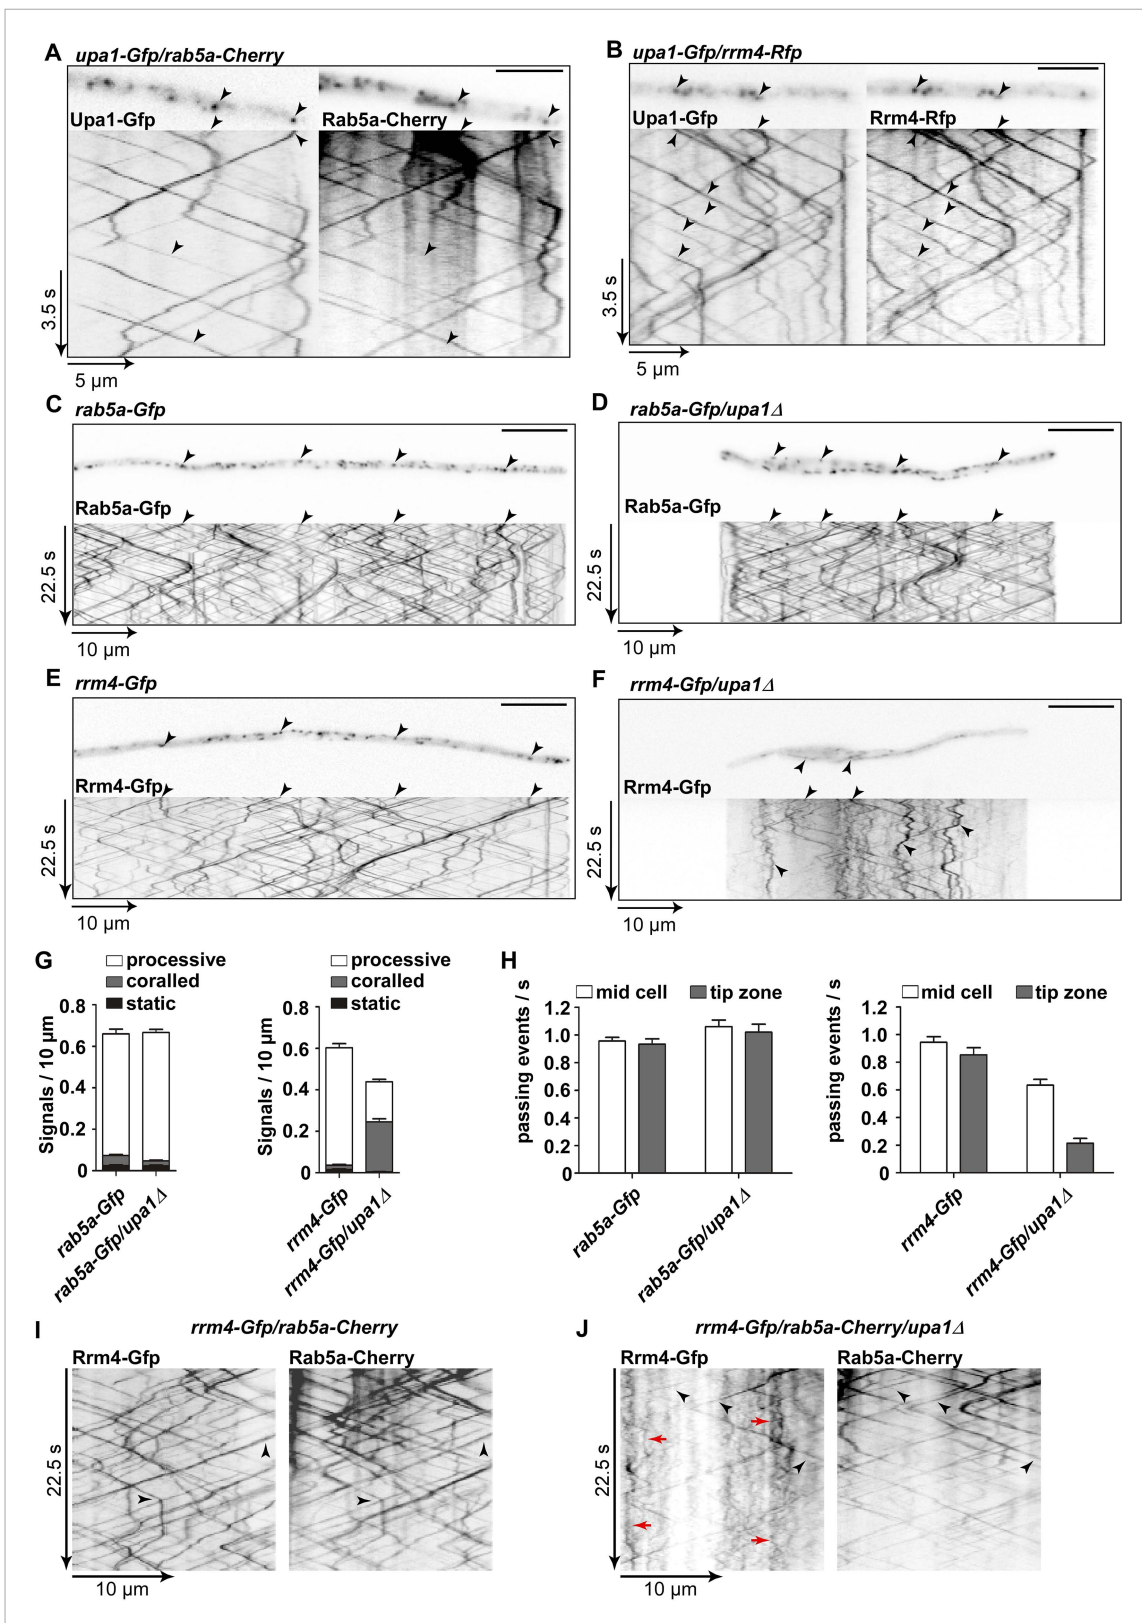 A upa1-Gfp/rab5a-Cherry
Upa1-Gfp
Rab5a-Cherry
3.5 s
5 µm
B upa1-Gfp/rrm4-Rfp
Upa1-Gfp
Rrm4-Rfp
3.5 s
5 µm
C rab5a-Gfp
Rab5a-Gfp
22.5 s
10 µm
D rab5a-Gfp/upa1Δ
Rab5a-Gfp
22.5 s
10 µm
E rrm4-Gfp
Rrm4-Gfp
22.5 s
10 µm
F rrm4-Gfp/upa1Δ
Rrm4-Gfp
22.5 s
10 µm
G
processive
coralled
static
Signals / 10 µm
0.8
0.6
0.4
0.2
0
rab5a-Gfp
rab5a-Gfp/upa1Δ
processive
coralled
static
Signals / 10 µm
0.8
0.6
0.4
0.2
0
rrm4-Gfp
rrm4-Gfp/upa1Δ
H
mid cell tip zone
passing events / s
1.2
1.0
0.8
0.6
0.4
0.2
0
rab5a-Gfp
rab5a-Gfp/upa1Δ
mid cell tip zone
passing events / s
1.2
1.0
0.8
0.6
0.4
0.2
0
rrm4-Gfp
rrm4-Gfp/upa1Δ
I rrm4-Gfp/rab5a-Cherry
Rrm4-Gfp
Rab5a-Cherry
22.5 s
10 µm
J rrm4-Gfp/rab5a-Cherry/upa1Δ
Rrm4-Gfp
Rab5a-Cherry
22.5 s
10 µm